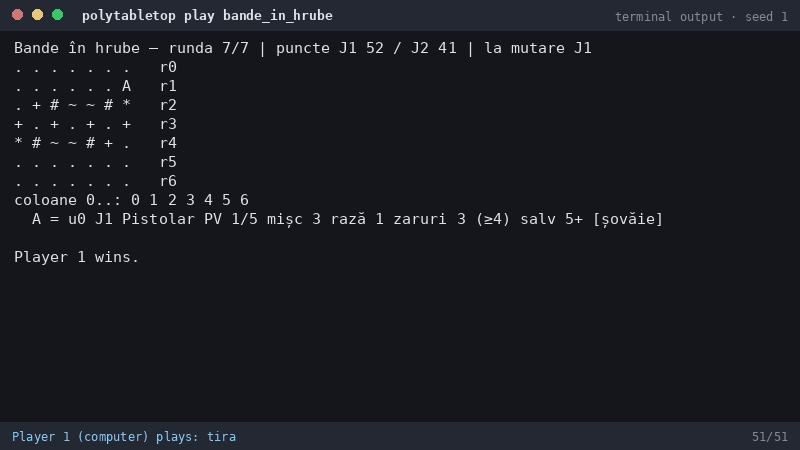 polytabletop play bande_in_hrube
terminal output · seed 1
Bande în hrube — runda 7/7 | puncte J1 52 / J2 41 | la mutare J1
. . . . . . .   r0
. . . . . . A   r1
. + # ~ ~ # *   r2
+ . + . + . +   r3
* # ~ ~ # + .   r4
. . . . . . .   r5
. . . . . . .   r6
coloane 0..: 0 1 2 3 4 5 6
  A = u0 J1 Pistolar PV 1/5 mișc 3 rază 1 zaruri 3 (≥4) salv 5+ [șovăie]
Player 1 wins.
Player 1 (computer) plays: tira
51/51